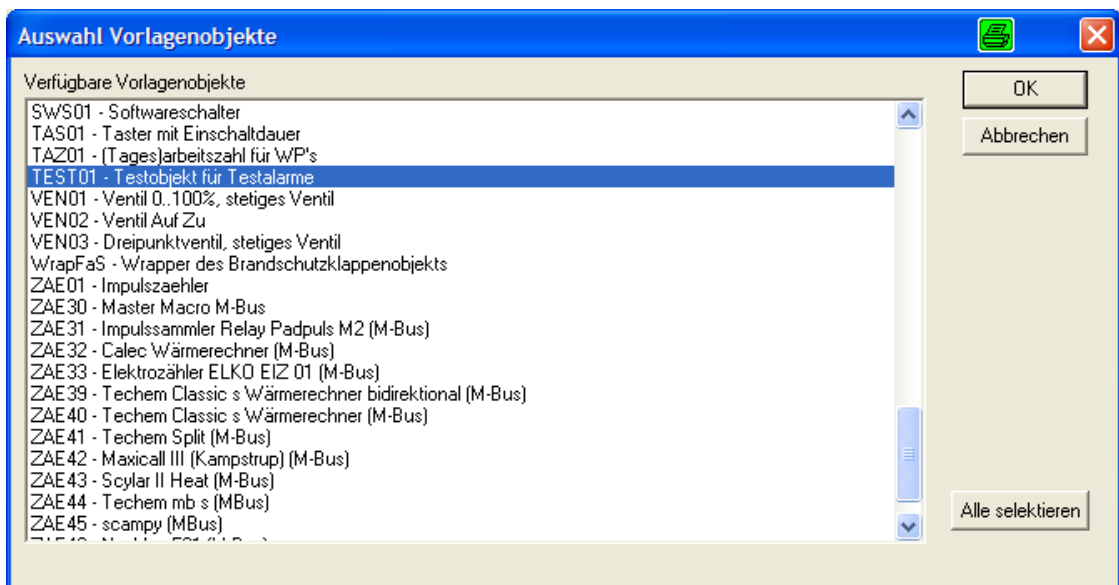 Auswahl Vorlagenobjekte
Verfügbare Vorlagenobjekte
OK
SWS01 - Softwareschalter
TAS01 - Taster mit Einschaltdauer
Abbrechen
TAZ01 - (Tages)arbeitszahl für WP's
TEST01 - Testobjekt für Testalarme
VEN01 - Ventil 0..100%, stetiges Ventil
VEN02 - Ventil Auf Zu
VEN03 - Dreipunktventil, stetiges Ventil
WrapFaS - Wrapper des Brandschutzklappenobjekts
ZAE01 - Impulszaehler
ZAE30 - Master Macro M-Bus
ZAE31 - Impulssammler Relay Padpuls M2 (M-Bus)
ZAE32 - Calec Wärmerechner (M-Bus)
ZAE33 - Elektrozähler ELKO EIZ 01 (M-Bus)
ZAE39 - Techem Classic s Wärmerechner bidirektional (M-Bus)
ZAE40 - Techem Classic s Wärmerechner (M-Bus)
ZAE41 - Techem Split (M-Bus)
ZAE42 - Maxicall III (Kampstrup) (M-Bus)
ZAE43 - Scylar II Heat (M-Bus)
ZAE44 - Techem mb s (MBus)
ZAE45 - scampy (MBus)
Alle selektieren